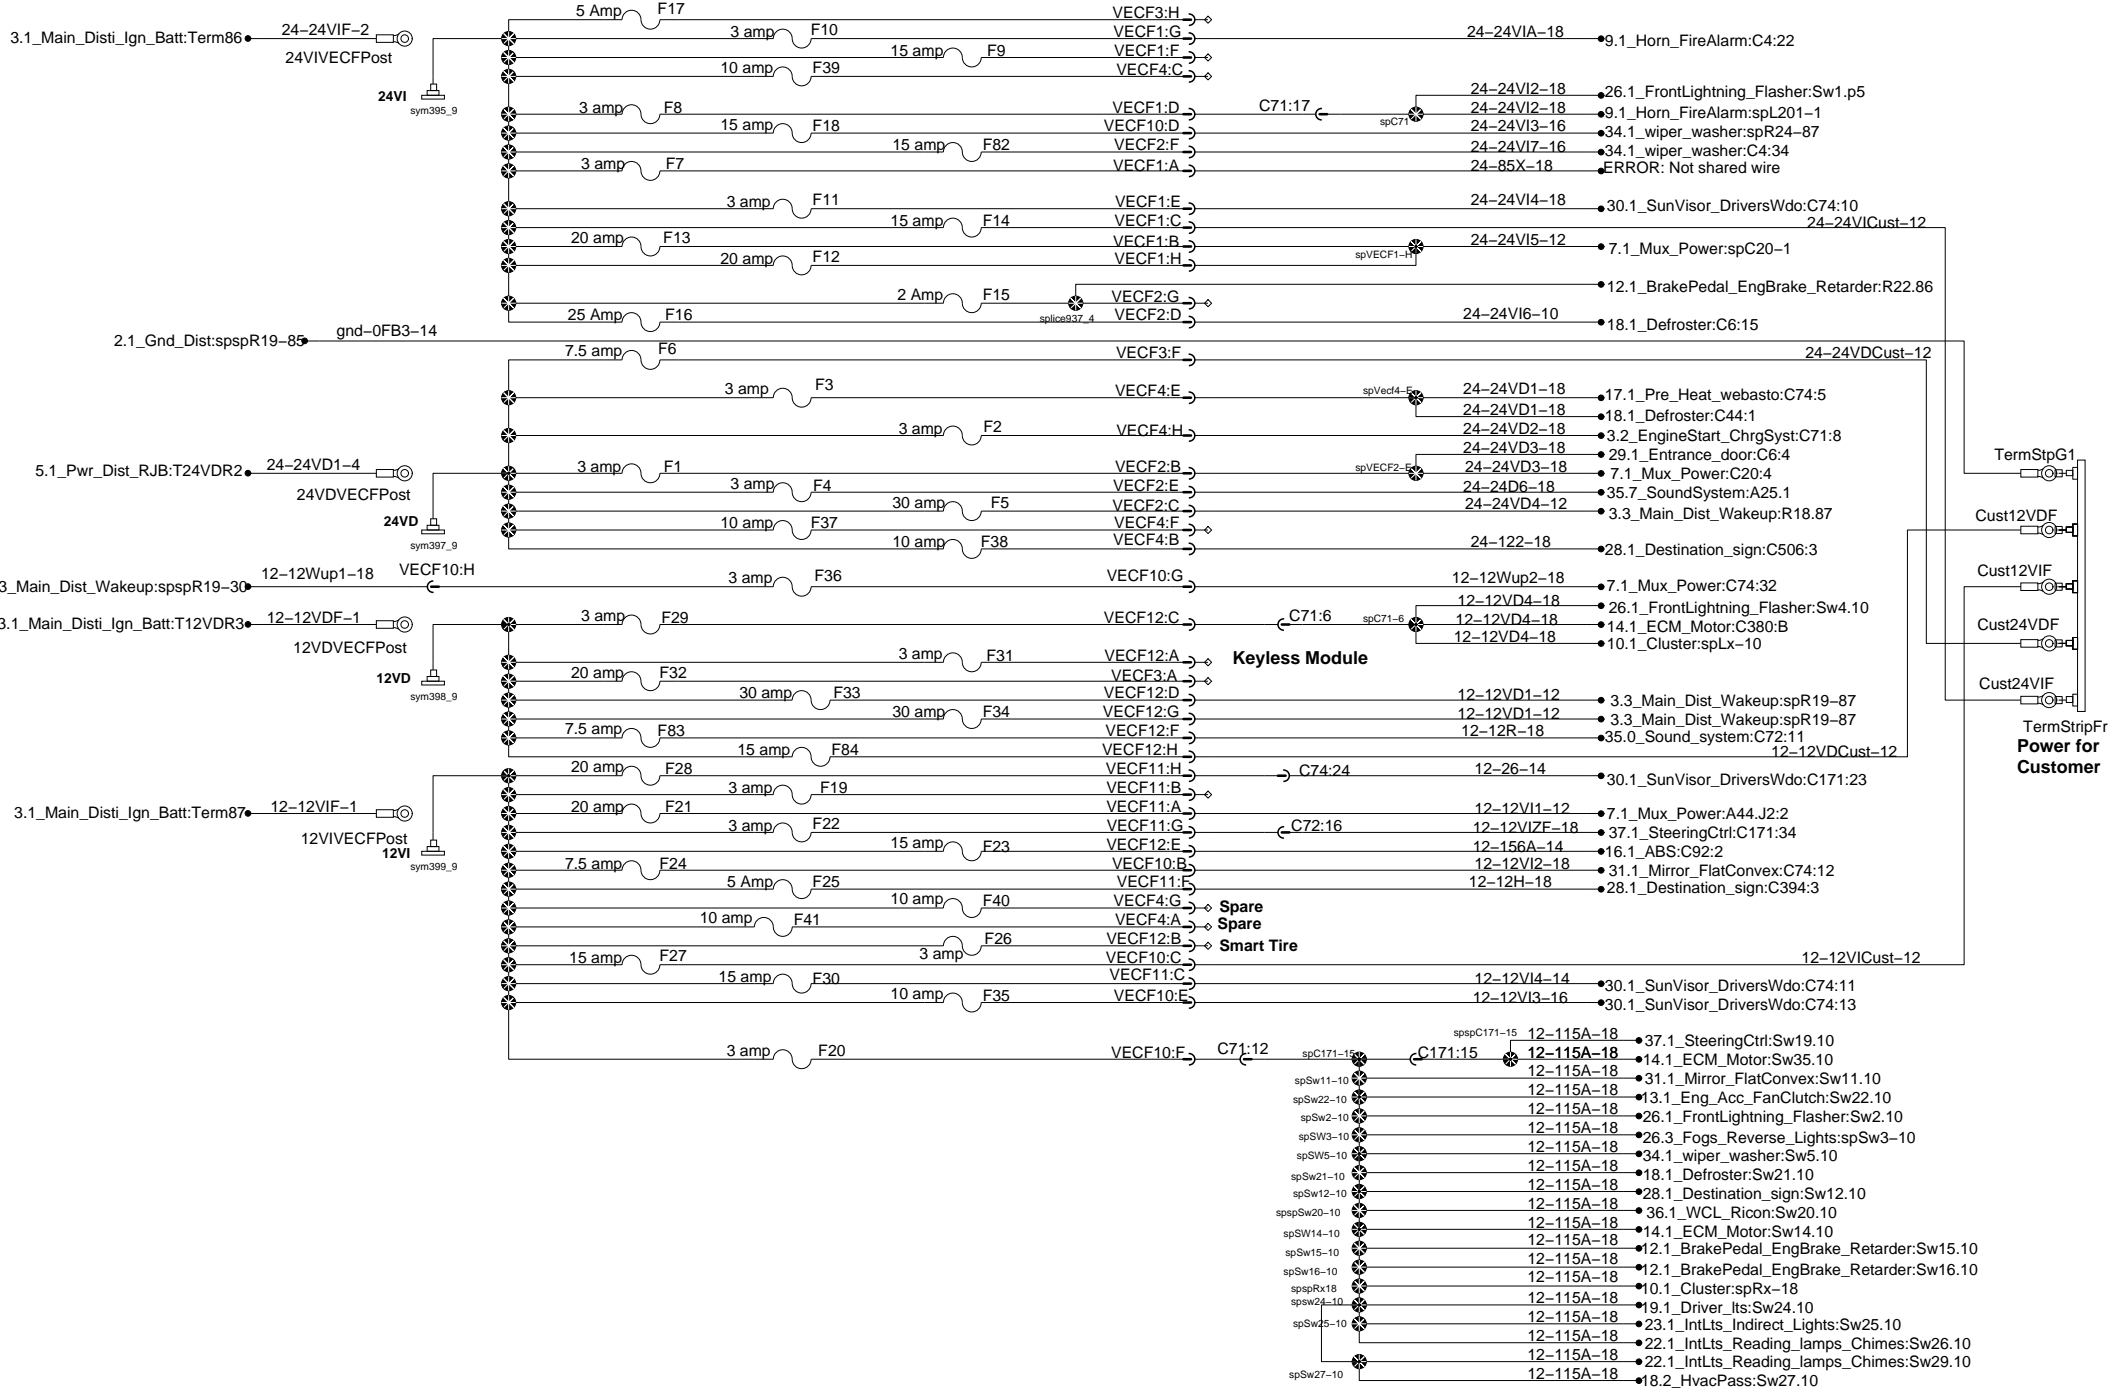 5 Amp F17 VECF3:H
3.1_Main_Disti_Ign_Batt:Term86 24–24VIF–2 3 amp F10 VECF1:G 24–24VIA–18 9.1_Horn_FireAlarm:C4:22
24VIVECFPost 15 amp F9 VECF1:F
10 amp F39 VECF4:C
24VI
sym395_9
24–24VI2–18 26.1_FrontLightning_Flasher:Sw1.p5
3 amp F8 VECF1:D C71:17 spC71 24–24VI2–18 9.1_Horn_FireAlarm:spL201–1
15 amp F18 VECF10:D 24–24VI3–16 34.1_wiper_washer:spR24–87
15 amp F82 VECF2:F 24–24VI7–16 34.1_wiper_washer:C4:34
3 amp F7 VECF1:A 24–85X–18 ERROR: Not shared wire
3 amp F11 VECF1:E 24–24VI4–18 30.1_SunVisor_DriversWdo:C74:10
15 amp F14 VECF1:C 24–24VICust–12
20 amp F13 VECF1:B 24–24VI5–12 7.1_Mux_Power:spC20–1
20 amp F12 VECF1:H spVECF1–H
12.1_BrakePedal_EngBrake_Retarder:R22.86
2 Amp F15 splice937_4 VECF2:G
25 Amp F16 VECF2:D 24–24VI6–10 18.1_Defroster:C6:15
2.1_Gnd_Dist:spspR19–85 gnd–0FB3–14
7.5 amp F6 VECF3:F 24–24VDCust–12
3 amp F3 VECF4:E spVecf4–E 24–24VD1–18 17.1_Pre_Heat_webasto:C74:5
24–24VD1–18 18.1_Defroster:C44:1
3 amp F2 VECF4:H 24–24VD2–18 3.2_EngineStart_ChrgSyst:C71:8
24–24VD3–18 29.1_Entrance_door:C6:4
TermStpG1
5.1_Pwr_Dist_RJB:T24VDR2 24–24VD1–4 3 amp F1 VECF2:B spVECF2–E 24–24VD3–18 7.1_Mux_Power:C20:4
24VDVECFPost 3 amp F4 VECF2:E 24–24D6–18 35.7_SoundSystem:A25.1
30 amp F5 VECF2:C 24–24VD4–12 3.3_Main_Dist_Wakeup:R18.87
24VD 10 amp F37 VECF4:F Cust12VDF
sym397_9 10 amp F38 VECF4:B 24–122–18 28.1_Destination_sign:C506:3
3_Main_Dist_Wakeup:spspR19–30 12–12Wup1–18 VECF10:H 3 amp F36 VECF10:G 12–12Wup2–18 7.1_Mux_Power:C74:32 Cust12VIF
12–12VD4–18 26.1_FrontLightning_Flasher:Sw4.10
3.1_Main_Disti_Ign_Batt:T12VDR3 12–12VDF–1 3 amp F29 VECF12:C C71:6 spC71–6 12–12VD4–18 14.1_ECM_Motor:C380:B Cust24VDF
12VDVECFPost 12–12VD4–18 10.1_Cluster:spLx–10
3 amp F31 VECF12:A Keyless Module
12VD 20 amp F32 VECF3:A Cust24VIF
sym398_9 30 amp F33 VECF12:D 12–12VD1–12 3.3_Main_Dist_Wakeup:spR19–87
30 amp F34 VECF12:G 12–12VD1–12 3.3_Main_Dist_Wakeup:spR19–87
TermStripFr
7.5 amp F83 VECF12:F 12–12R–18 35.0_Sound_system:C72:11
15 amp F84 VECF12:H 12–12VDCust–12
Power for
Customer
20 amp F28 VECF11:H C74:24 12–26–14 30.1_SunVisor_DriversWdo:C171:23
3 amp F19 VECF11:B
3.1_Main_Disti_Ign_Batt:Term87 12–12VIF–1 20 amp F21 VECF11:A 12–12VI1–12 7.1_Mux_Power:A44.J2:2
12VIVECFPost 3 amp F22 VECF11:G C72:16 12–12VIZF–18 37.1_SteeringCtrl:C171:34
12VI 15 amp F23 VECF12:E 12–156A–14 16.1_ABS:C92:2
sym399_9 7.5 amp F24 VECF10:B 12–12VI2–18 31.1_Mirror_FlatConvex:C74:12
5 Amp F25 VECF11:F 12–12H–18 28.1_Destination_sign:C394:3
10 amp F40 VECF4:G Spare
10 amp F41 VECF4:A Spare
3 amp F26 VECF12:B Smart Tire
15 amp F27 VECF10:C 12–12VICust–12
15 amp F30 VECF11:C 12–12VI4–14 30.1_SunVisor_DriversWdo:C74:11
10 amp F35 VECF10:E 12–12VI3–16 30.1_SunVisor_DriversWdo:C74:13
spspC171–15 12–115A–18 37.1_SteeringCtrl:Sw19.10
3 amp F20 VECF10:F C71:12 spC171–15 C171:15 12–115A–18 14.1_ECM_Motor:Sw35.10
spSw11–10 12–115A–18 31.1_Mirror_FlatConvex:Sw11.10
spSw22–10 12–115A–18 13.1_Eng_Acc_FanClutch:Sw22.10
spSw2–10 12–115A–18 26.1_FrontLightning_Flasher:Sw2.10
spSW3–10 12–115A–18 26.3_Fogs_Reverse_Lights:spSw3–10
spSW5–10 12–115A–18 34.1_wiper_washer:Sw5.10
spSw21–10 12–115A–18 18.1_Defroster:Sw21.10
spSw12–10 12–115A–18 28.1_Destination_sign:Sw12.10
spspSw20–10 12–115A–18 36.1_WCL_Ricon:Sw20.10
spSW14–10 12–115A–18 14.1_ECM_Motor:Sw14.10
spSw15–10 12–115A–18 12.1_BrakePedal_EngBrake_Retarder:Sw15.10
spSw16–10 12–115A–18 12.1_BrakePedal_EngBrake_Retarder:Sw16.10
spspRx18 12–115A–18 10.1_Cluster:spRx–18
spsw24–10 12–115A–18 19.1_Driver_lts:Sw24.10
spSw25–10 12–115A–18 23.1_IntLts_Indirect_Lights:Sw25.10
12–115A–18 22.1_IntLts_Reading_lamps_Chimes:Sw26.10
12–115A–18 22.1_IntLts_Reading_lamps_Chimes:Sw29.10
spSw27–10 12–115A–18 18.2_HvacPass:Sw27.10